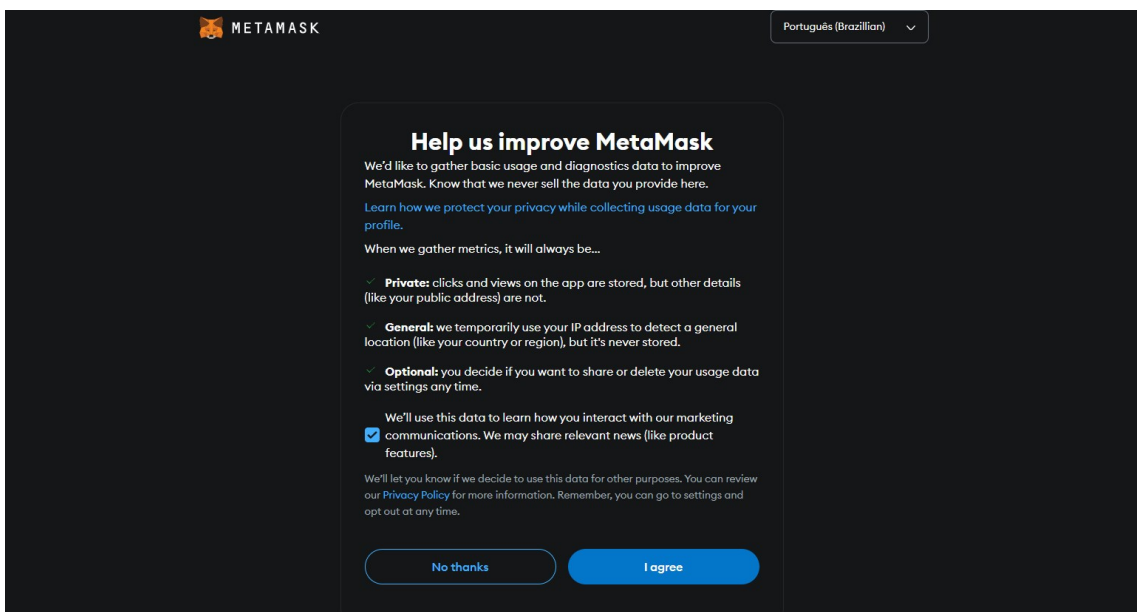 METAMASK
Português (Brazillian)
Help us improve MetaMask
We'd like to gather basic usage and diagnostics data to improve
MetaMask. Know that we never sell the data you provide here.
Learn how we protect your privacy while collecting usage data for your
profile.
When we gather metrics, it will always be...
Private: clicks and views on the app are stored, but other details
(like your public address) are not.
General: we temporarily use your IP address to detect a general
location (like your country or region), but it's never stored.
Optional: you decide if you want to share or delete your usage data
via settings any time.
We'll use this data to learn how you interact with our marketing
communications. We may share relevant news (like product
features).
We'll let you know if we decide to use this data for other purposes. You can review
our Privacy Policy for more information. Remember, you can go to settings and
opt out at any time.
No thanks
I agree